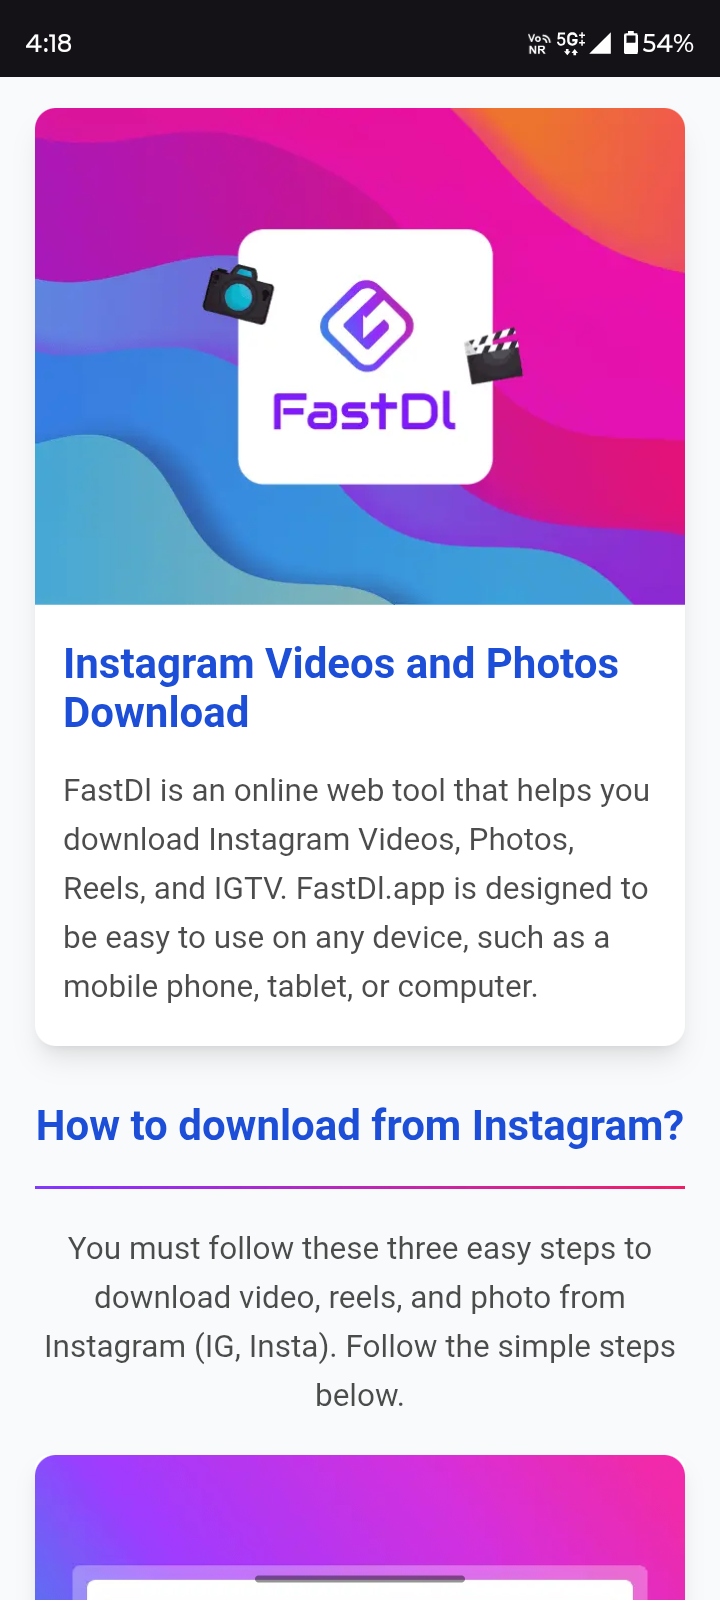 4:18
Vo
NR
5G
54%
FastDl
Instagram Videos and Photos
Download
FastDl is an online web tool that helps you
download Instagram Videos, Photos,
Reels, and IGTV. FastDl.app is designed to
be easy to use on any device, such as a
mobile phone, tablet, or computer.
How to download from Instagram?
You must follow these three easy steps to
download video, reels, and photo from
Instagram (IG, Insta). Follow the simple steps
below.